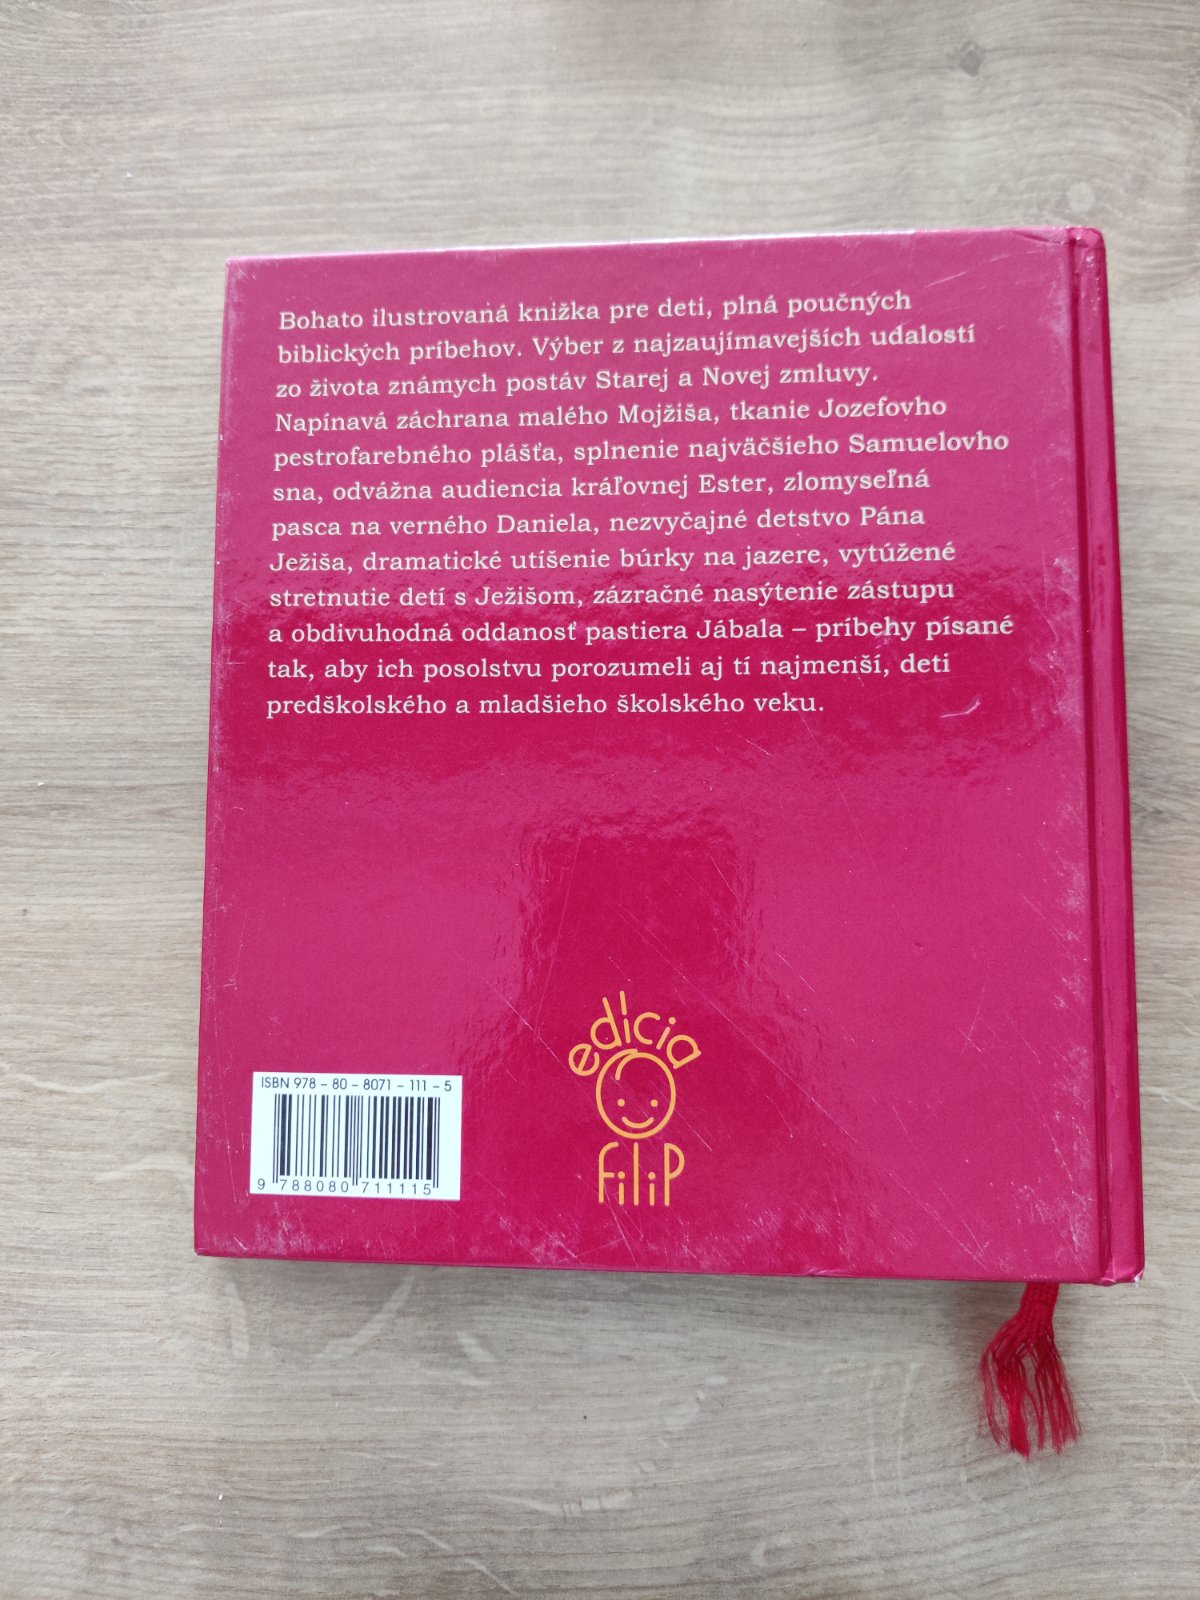 Bohato ilustrovaná knižka pre deti, plná poučných
biblických príbehov. Výber z najzaujímavejších udalostí
zo života známych postáv Starej a Novej zmluvy.
Napínavá záchrana malého Mojžiša, tkanie Jozefovho
pestrofarebného plášťa, splnenie najväčšieho Samuelovho
sna, odvážna audiencia kráľovnej Ester, zlomyseľná
pasca na verného Daniela, nezvyčajné detstvo Pána
Ježiša, dramatické utíšenie búrky na jazere, vytúžené
stretnutie detí s Ježišom, zázračné nasýtenie zástupu
a obdivuhodná oddanosť pastiera Jábala – príbehy písané
tak, aby ich posolstvu porozumeli aj tí najmenší, deti
predškolského a mladšieho školského veku.
edícia
filip
ISBN 978 – 80 – 8071 – 111 – 5
9 788080 711115